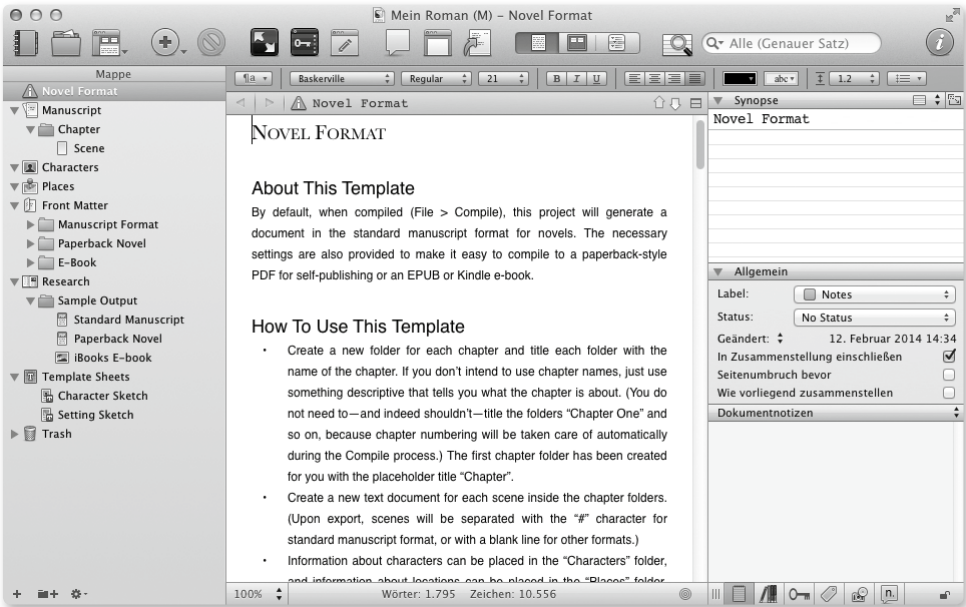 Mein Roman (M) – Novel Format
Alle (Genauer Satz)
Mappe
Novel Format
Manuscript
Chapter
Scene
Characters
Places
Front Matter
Manuscript Format
Paperback Novel
E-Book
Research
Sample Output
Standard Manuscript
Paperback Novel
iBooks E-book
Template Sheets
Character Sketch
Setting Sketch
Trash
¶a Baskerville Regular 21 B I U abc 1.2
Novel Format
NOVEL FORMAT
About This Template
By default, when compiled (File > Compile), this project will generate a
document in the standard manuscript format for novels. The necessary
settings are also provided to make it easy to compile to a paperback-style
PDF for self-publishing or an EPUB or Kindle e-book.
How To Use This Template
• Create a new folder for each chapter and title each folder with the
name of the chapter. If you don’t intend to use chapter names, just use
something descriptive that tells you what the chapter is about. (You do
not need to—and indeed shouldn’t—title the folders “Chapter One” and
so on, because chapter numbering will be taken care of automatically
during the Compile process.) The first chapter folder has been created
for you with the placeholder title “Chapter”.
• Create a new text document for each scene inside the chapter folders.
(Upon export, scenes will be separated with the “#” character for
standard manuscript format, or with a blank line for other formats.)
• Information about characters can be placed in the “Characters” folder,
and information about locations can be placed in the “Places” folder.
100% Wörter: 1.795 Zeichen: 10.556
Synopse
Novel Format
Allgemein
Label: Notes
Status: No Status
Geändert: 12. Februar 2014 14:34
In Zusammenstellung einschließen
Seitenumbruch bevor
Wie vorliegend zusammenstellen
Dokumentnotizen
n.